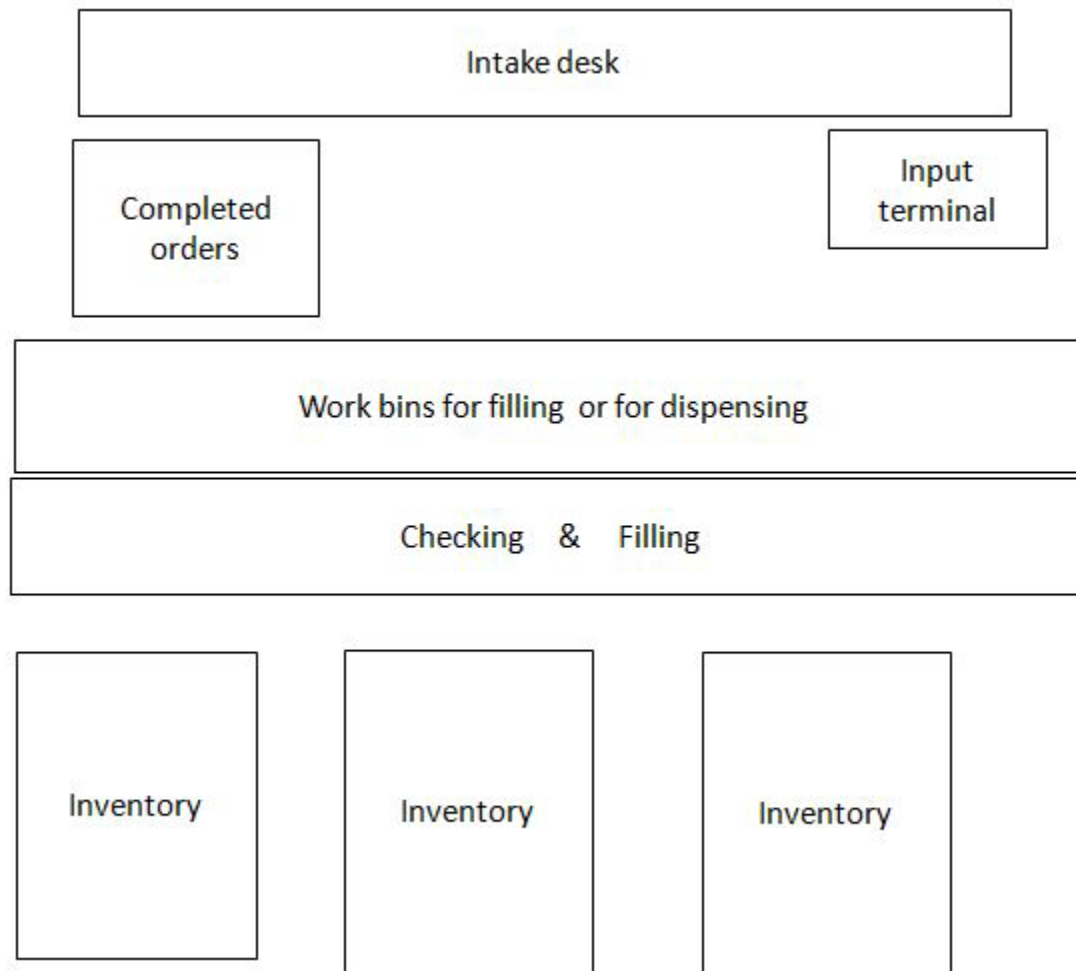 Intake desk
Completed
orders
Input
terminal
Work bins for filling or for dispensing
Checking & Filling
Inventory
Inventory
Inventory